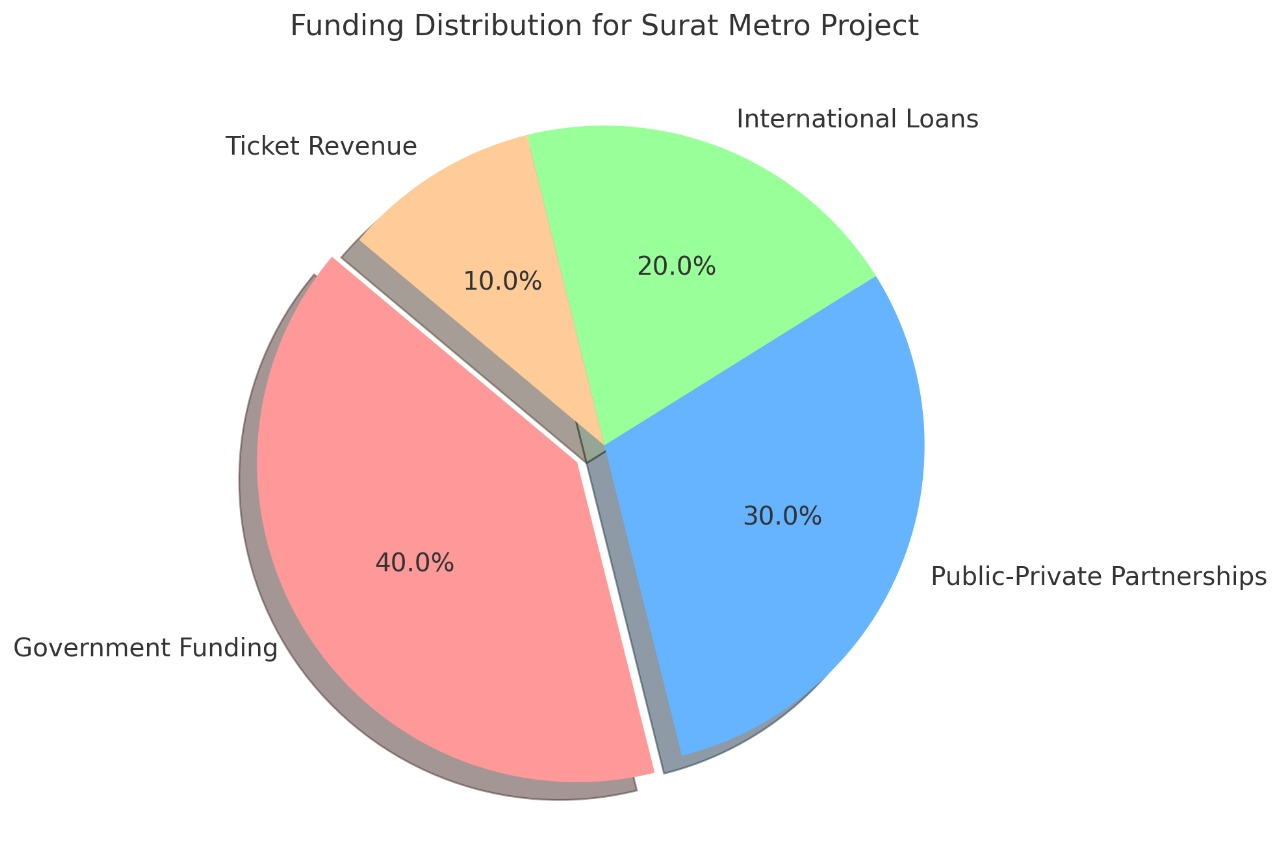 Funding Distribution for Surat Metro Project
International Loans
Ticket Revenue
20.0%
10.0%
30.0%
40.0%
Public-Private Partnerships
Government Funding